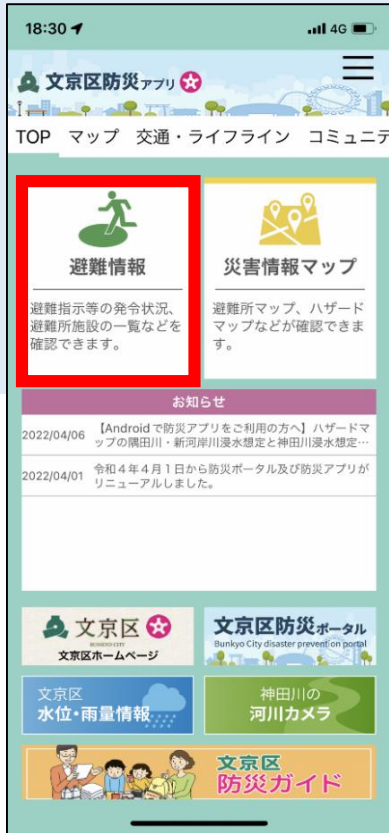 18:30
4G
文京区防災アプリ
TOP マップ 交通・ライフライン コミュニテ
避難情報
避難指示等の発令状況、
避難所施設の一覧などを
確認できます。
災害情報マップ
避難所マップ、ハザード
マップなどが確認できま
す。
お知らせ
2022/04/06 【Androidで防災アプリをご利用の方へ】ハザードマ
ップの隅田川・新河岸川浸水想定と神田川浸水想定…
2022/04/01 令和4年4月1日から防災ポータル及び防災アプリが
リニューアルしました。
文京区
BUNKYO CITY
文京区ホームページ
文京区防災ポータル
Bunkyo City disaster prevention portal
文京区
水位・雨量情報
神田川の
河川カメラ
文京区
防災ガイド